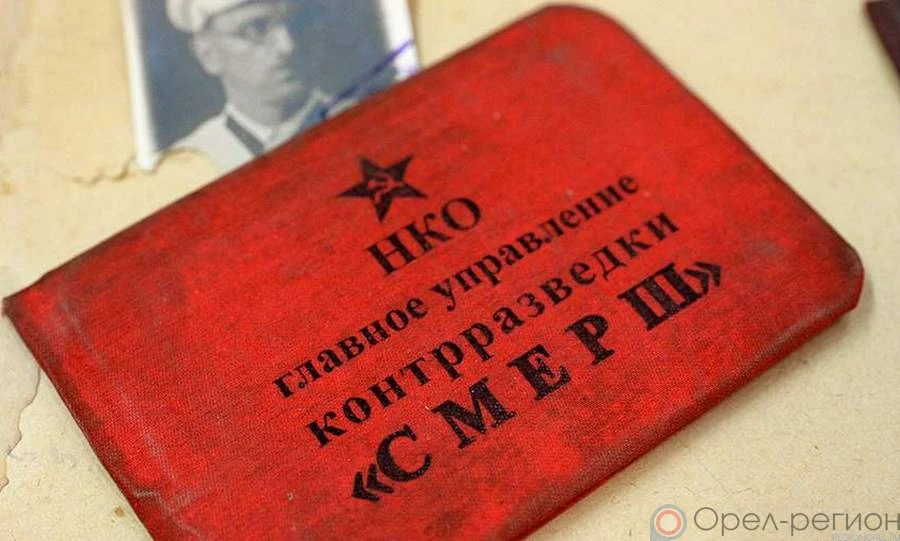 НКО
главное управление
контрразведки
«СМЕРШ»
Орел-регион